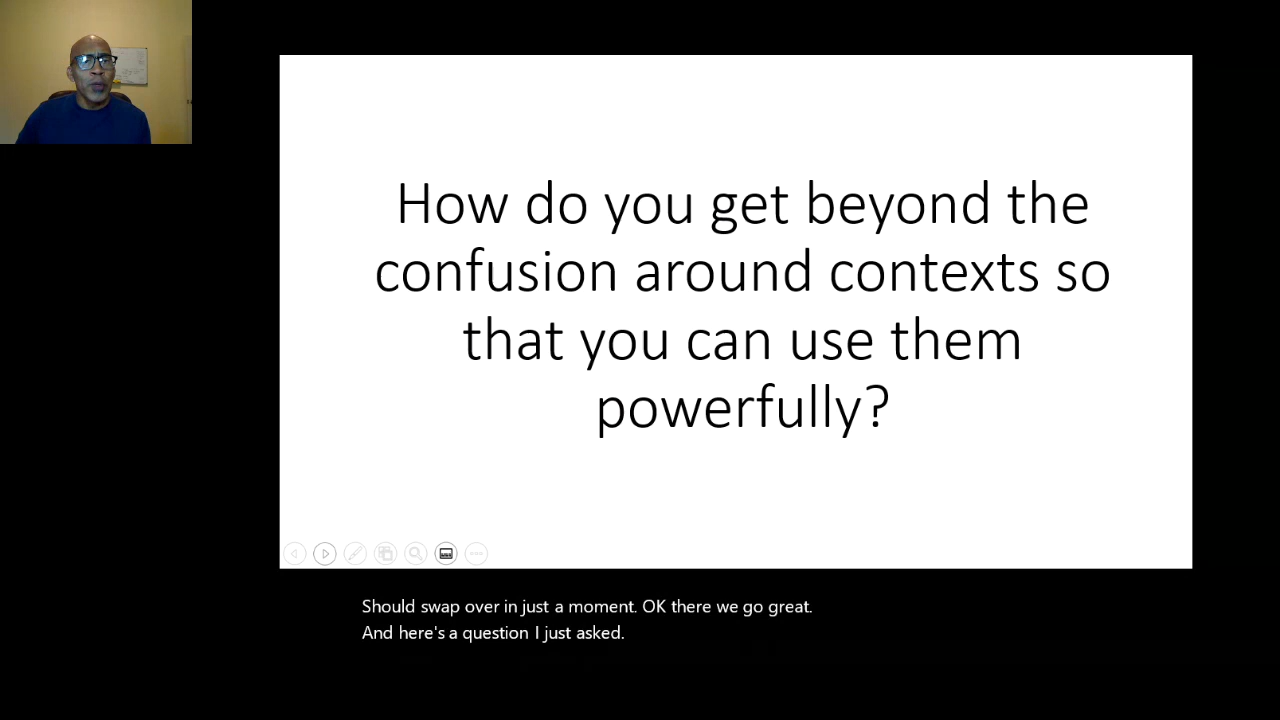 How do you get beyond the
confusion around contexts so
that you can use them
powerfully?
Should swap over in just a moment. OK there we go great.
And here's a question I just asked.